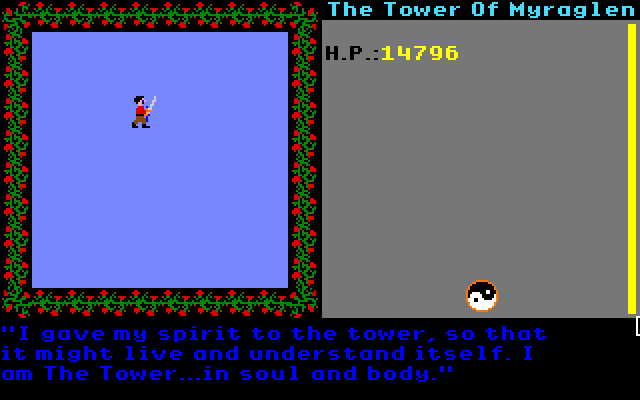 The Tower Of Myraglen
H.P.:14796
"I gave my spirit to the tower, so that
it might live and understand itself. I
am The Tower...in soul and body."